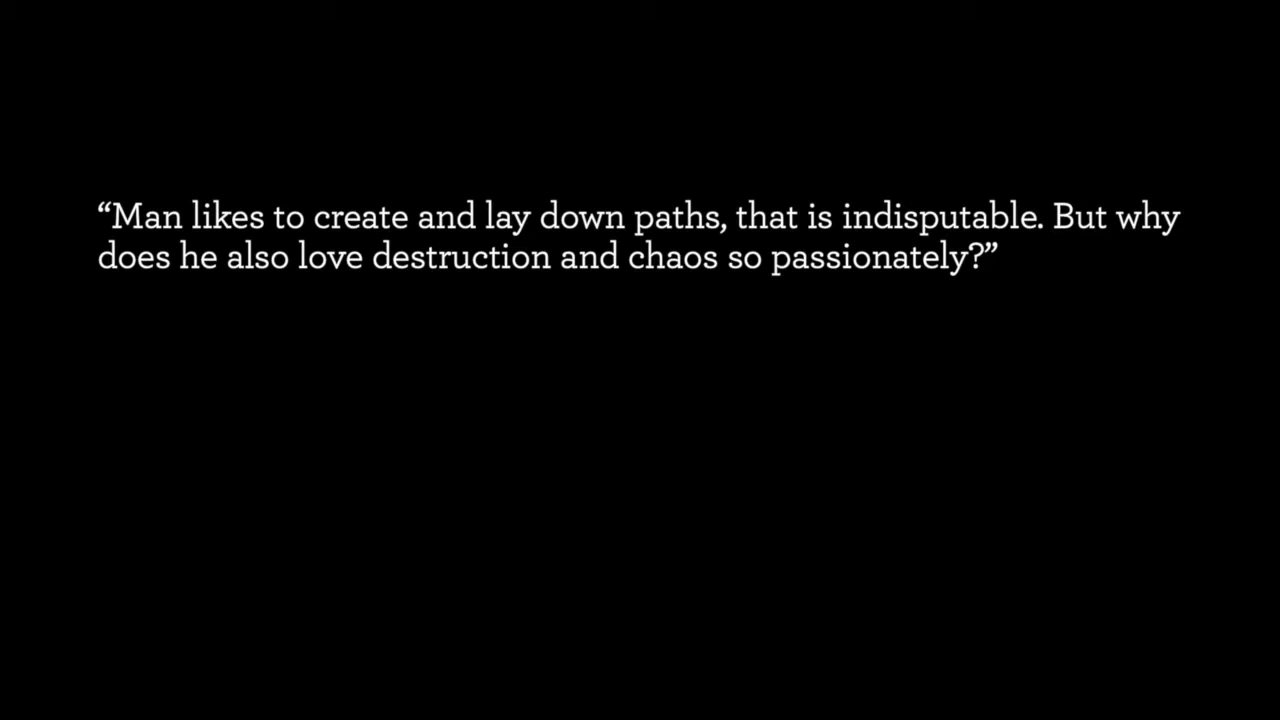 “Man likes to create and lay down paths, that is indisputable. But why
does he also love destruction and chaos so passionately?”